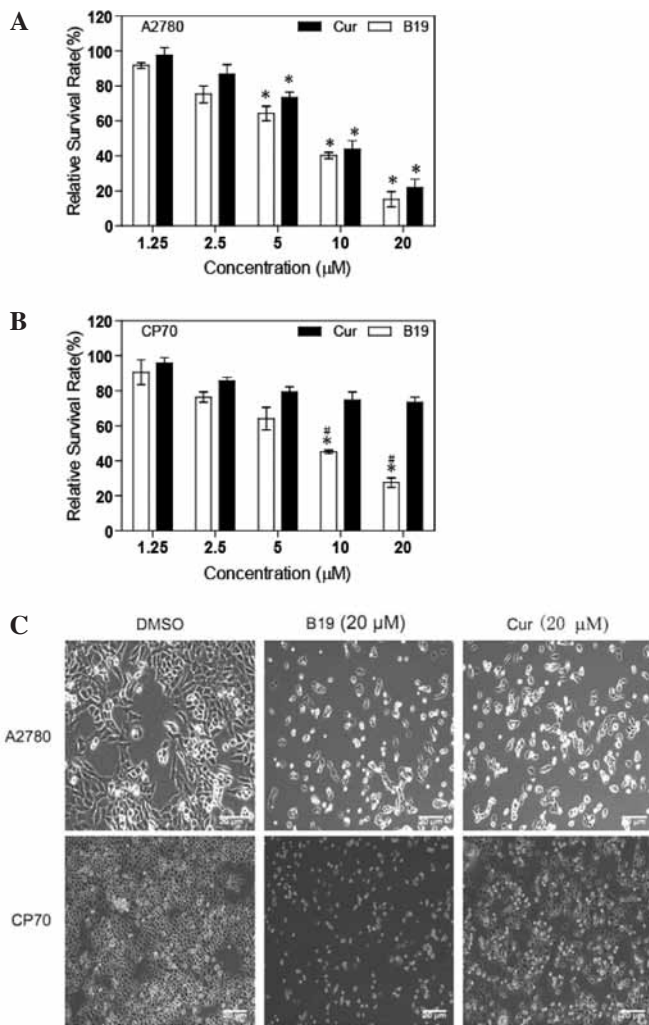 A
A2780
Cur
B19
Relative Survival Rate(%)
120
100
80
60
40
20
0
* *
* *
* *
1.25 2.5 5 10 20
Concentration (µM)
B
CP70
Cur
B19
Relative Survival Rate(%)
120
100
80
60
40
20
0
#
*
#
*
1.25 2.5 5 10 20
Concentration (µM)
C
DMSO B19 (20 µM) Cur (20 µM)
A2780
CP70